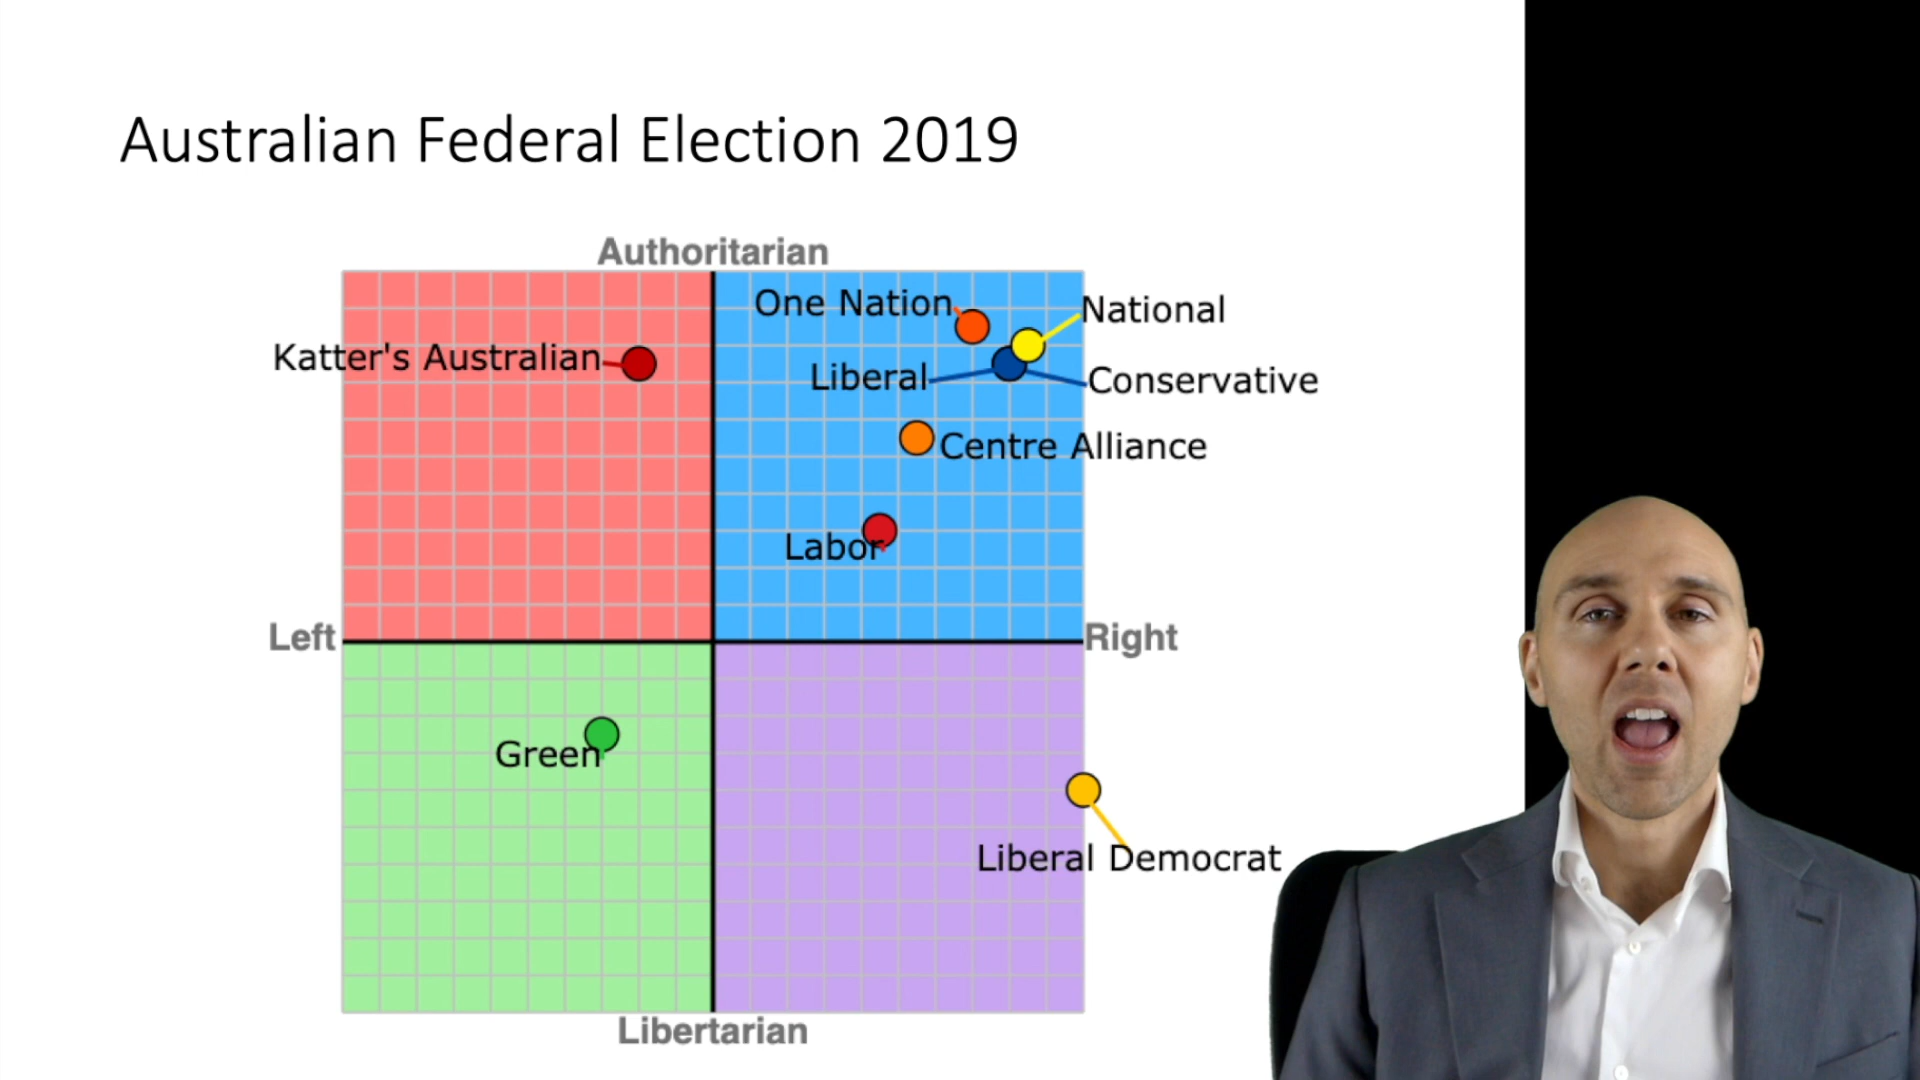 Australian Federal Election 2019
Authoritarian
One Nation
National
Katter's Australian
Liberal
Conservative
Centre Alliance
Labor
Left
Right
Green
Liberal Democrat
Libertarian